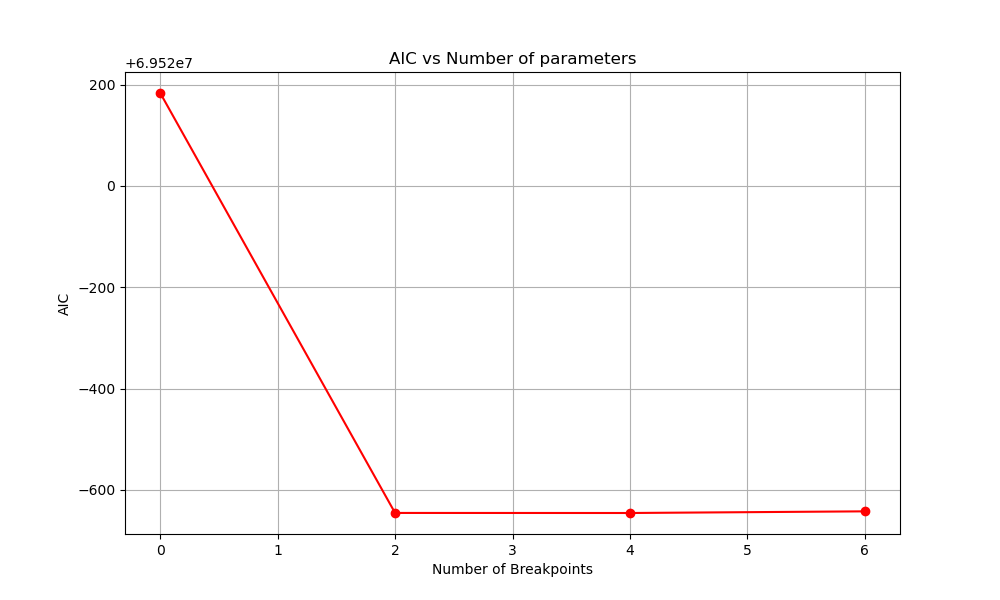 AIC vs Number of parameters
+6.952e7
200
0
−200
−400
−600
AIC
0 1 2 3 4 5 6
Number of Breakpoints